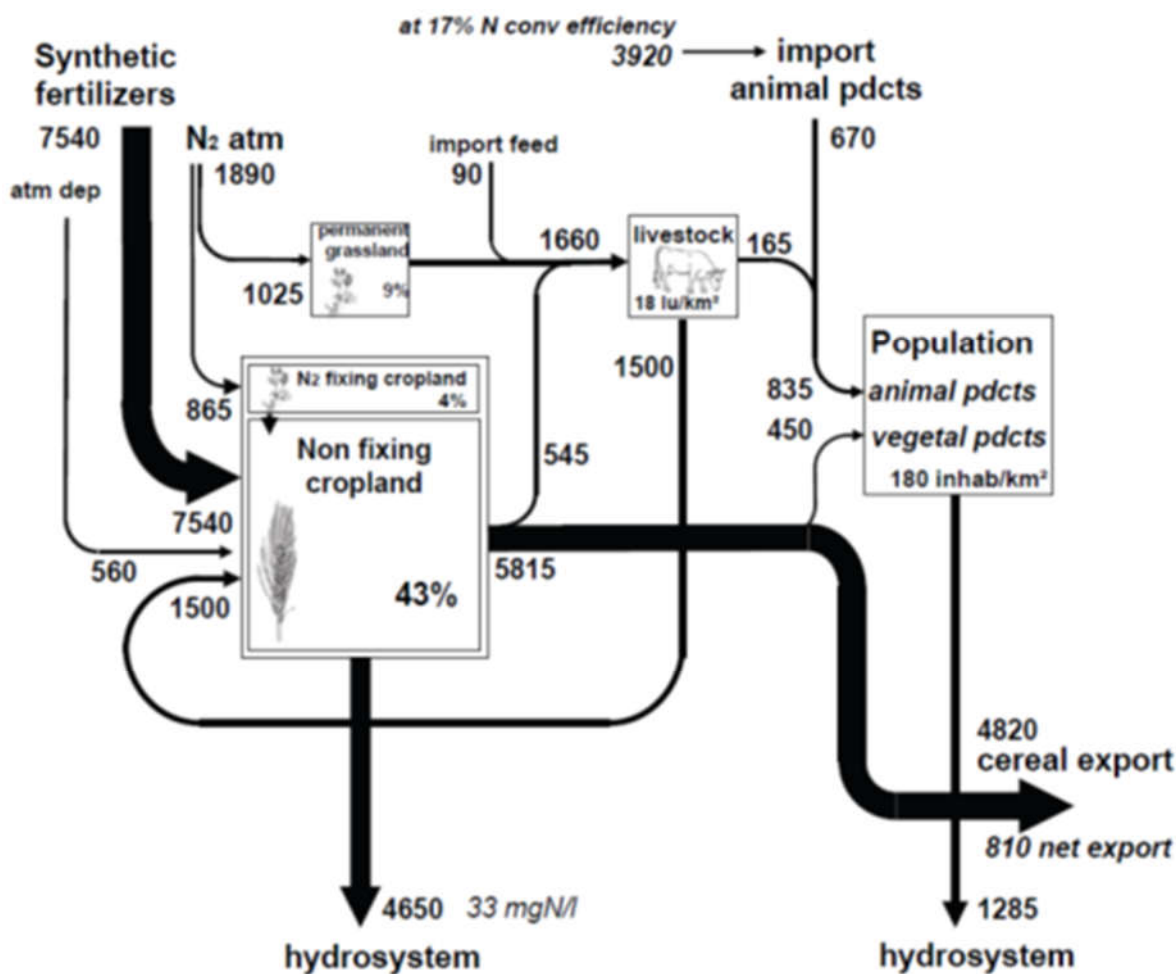 at 17% N conv efficiency
3920
import
animal pdcts
670
Synthetic
fertilizers
7540
N₂ atm
1890
import feed
90
atm dep
permanent
grassland
9%
1025
1660
livestock
18 lu/km²
165
1500
Population
animal pdcts
vegetal pdcts
180 inhab/km²
835
450
N₂ fixing cropland
4%
865
Non fixing
cropland
43%
7540
560
1500
545
5815
4820
cereal export
810 net export
4650 33 mgN/l
hydrosystem
1285
hydrosystem